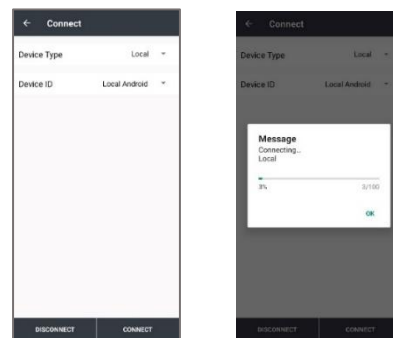 ← Connect
Device Type Local
Device ID Local Android
DISCONNECT CONNECT
← Connect
Device Type Local
Device ID Local Android
Message
Connecting...
Local
3% 3/100
OK
DISCONNECT CONNECT